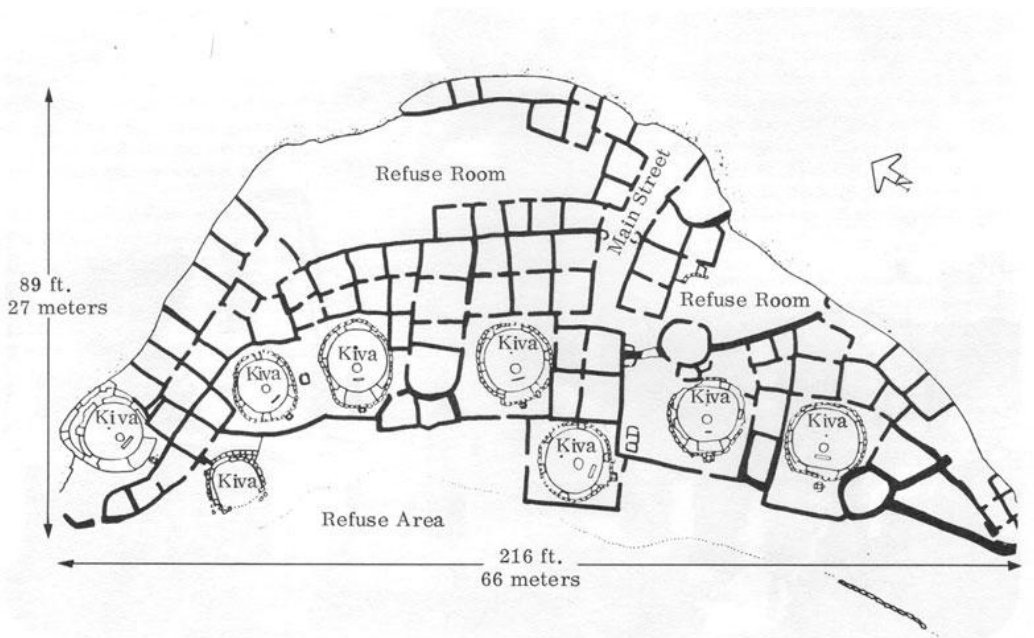 N
Refuse Room
Main Street
89 ft.
27 meters
Refuse Room
Kiva
Kiva
Kiva
Kiva
Kiva
Kiva
Kiva
Kiva
Refuse Area
216 ft.
66 meters